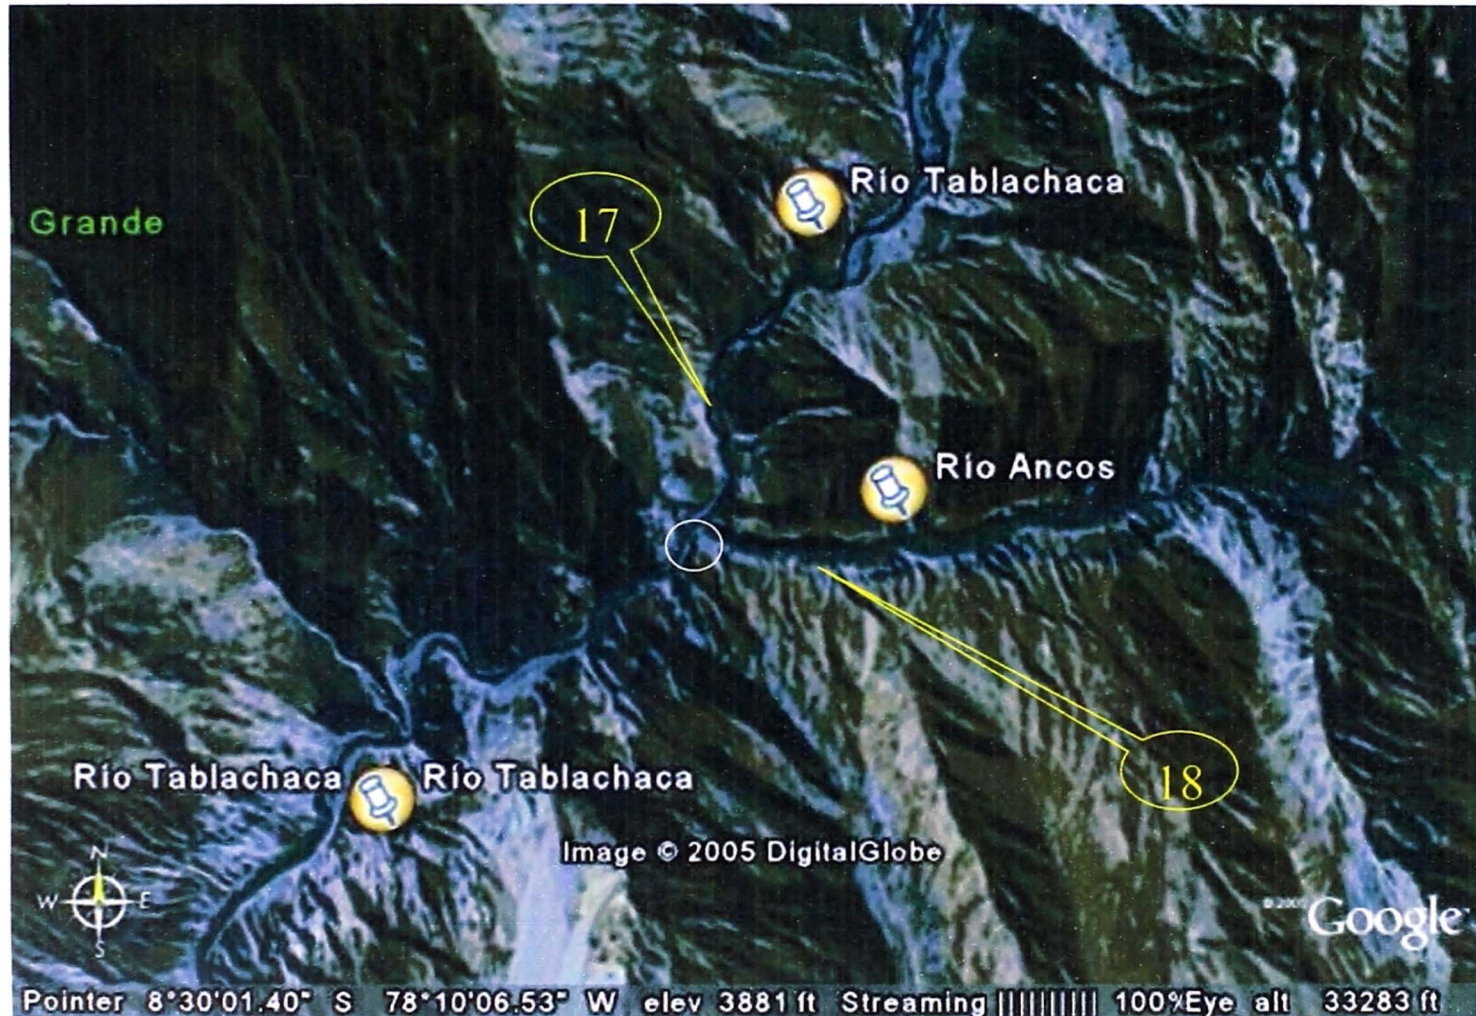 Río Tablachaca
17
Grande
Río Ancos
18
Río Tablachaca Río Tablachaca
Image © 2005 DigitalGlobe
N
W E
S
© 2005 Google
Pointer 8°30'01.40" S 78°10'06.53" W elev 3881 ft Streaming |||||||||| 100% Eye alt 33283 ft